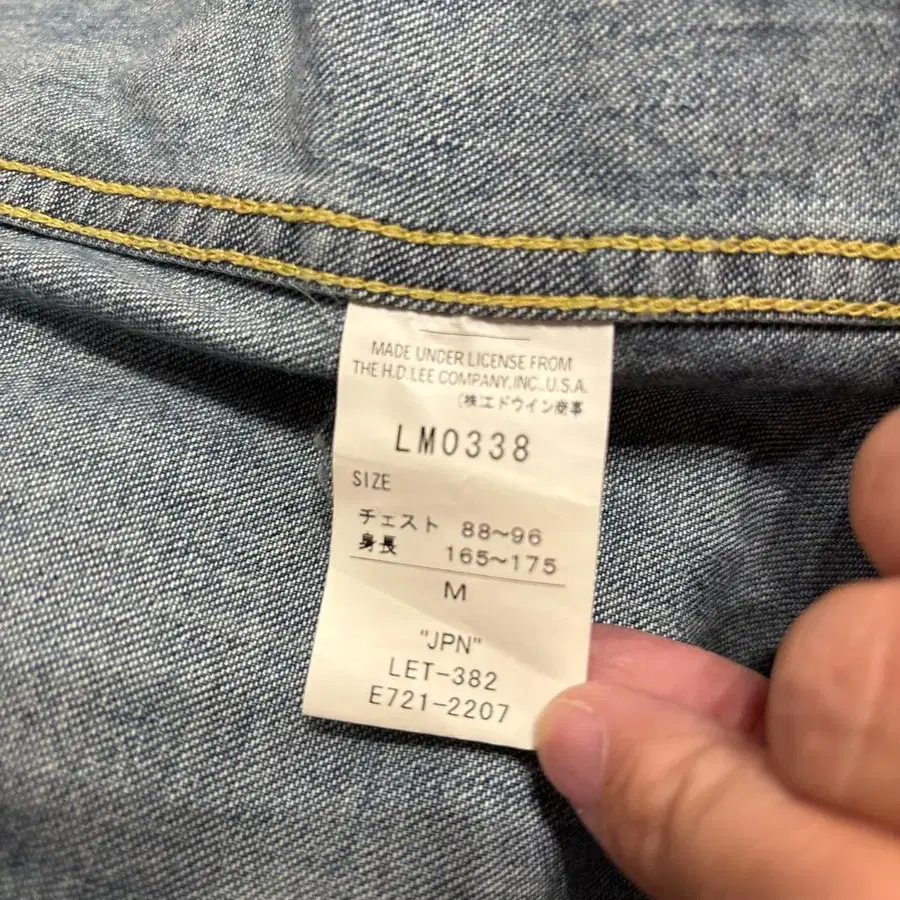 MADE UNDER LICENSE FROM
THE H.D.LEE COMPANY,INC.,U.S.A.
(株)エドウイン商事
LM0338
SIZE
チェスト 88～96
身長 165～175
M
"JPN"
LET-382
E721-2207